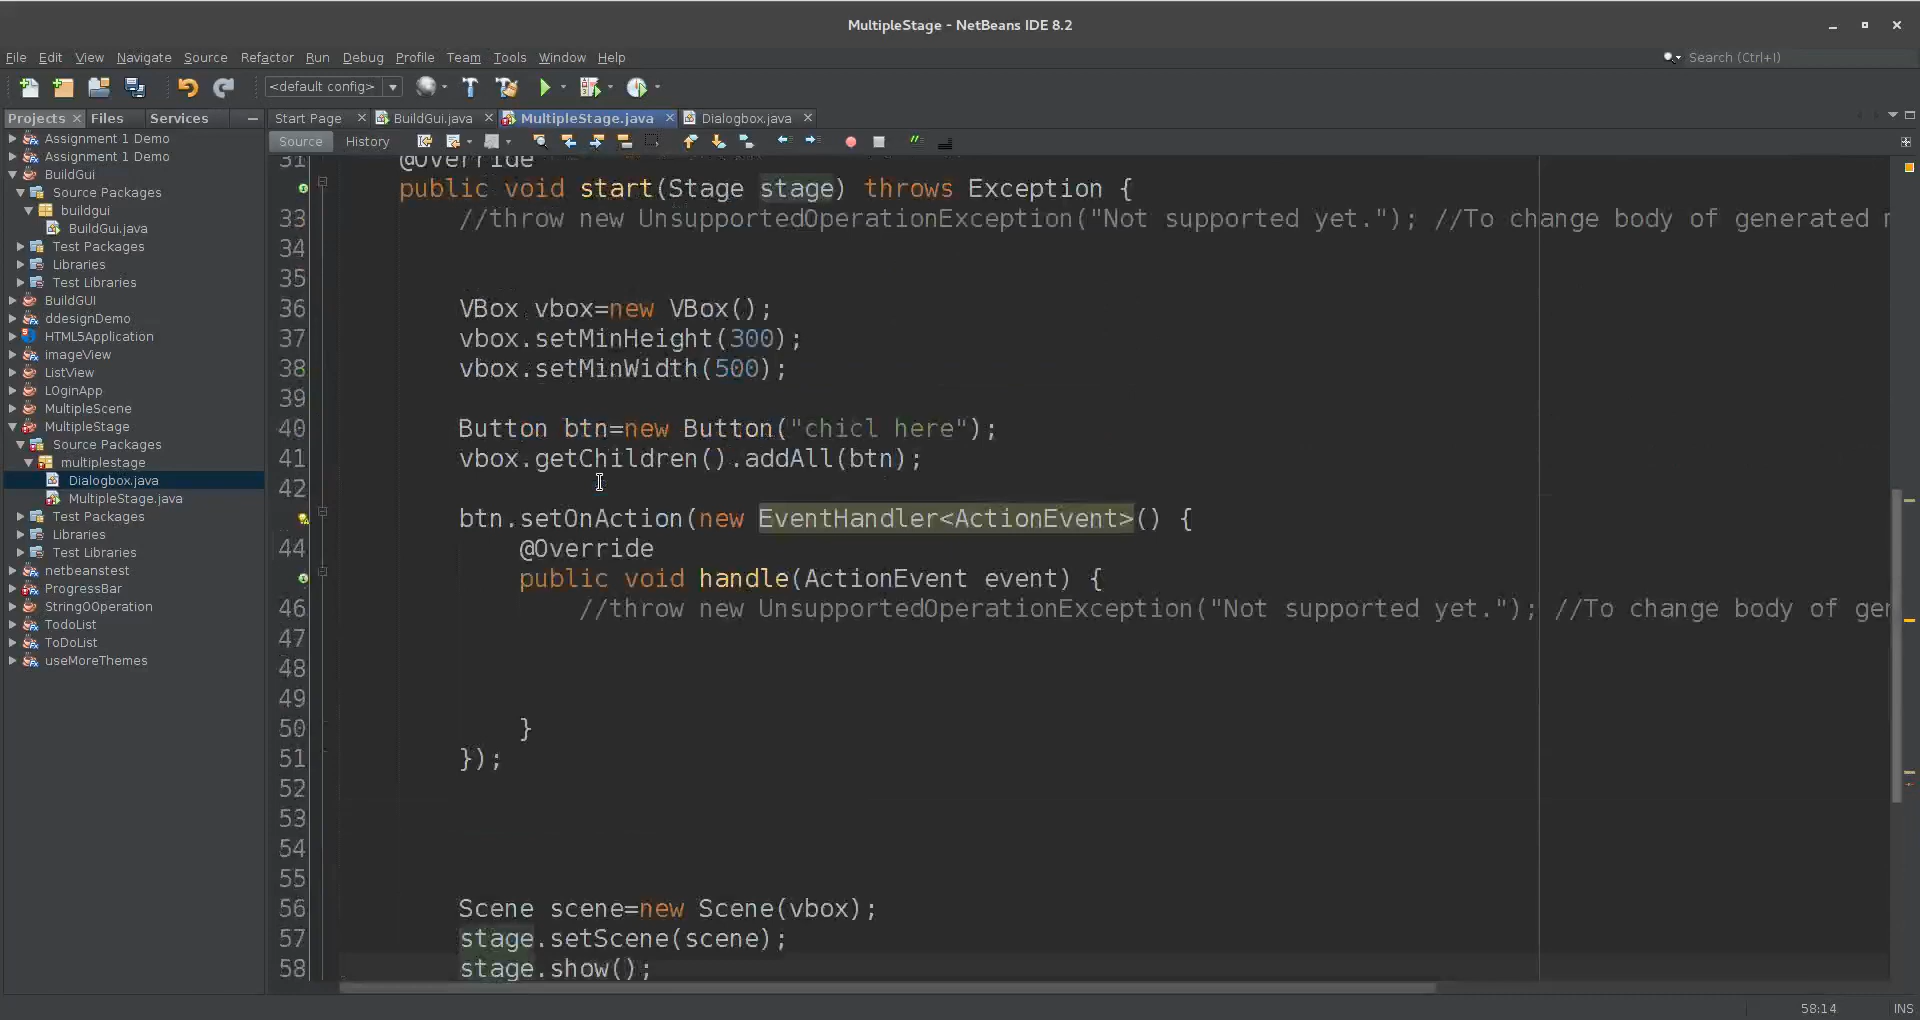 MultipleStage - NetBeans IDE 8.2
File Edit View Navigate Source Refactor Run Debug Profile Team Tools Window Help
Search (Ctrl+I)
<default config>
Projects Files Services
Start Page BuildGui.java MultipleStage.java Dialogbox.java
Source History
Assignment 1 Demo
Assignment 1 Demo
BuildGui
Source Packages
buildgui
BuildGui.java
Test Packages
Libraries
Test Libraries
BuildGUI
ddesignDemo
HTML5Application
imageView
ListView
LOginApp
MultipleScene
MultipleStage
Source Packages
multiplestage
Dialogbox.java
MultipleStage.java
Test Packages
Libraries
Test Libraries
netbeanstest
ProgressBar
StringOOperation
TodoList
ToDoList
useMoreThemes
31 @Override
public void start(Stage stage) throws Exception {
33 //throw new UnsupportedOperationException("Not supported yet."); //To change body of generated
34
35
36 VBox vbox=new VBox();
37 vbox.setMinHeight(300);
38 vbox.setMinWidth(500);
39
40 Button btn=new Button("chicl here");
41 vbox.getChildren().addAll(btn);
42
btn.setOnAction(new EventHandler<ActionEvent>() {
44 @Override
public void handle(ActionEvent event) {
46 //throw new UnsupportedOperationException("Not supported yet."); //To change body of
47
48
49
50 }
51 });
52
53
54
55
56 Scene scene=new Scene(vbox);
57 stage.setScene(scene);
58 stage.show();
58:14 INS